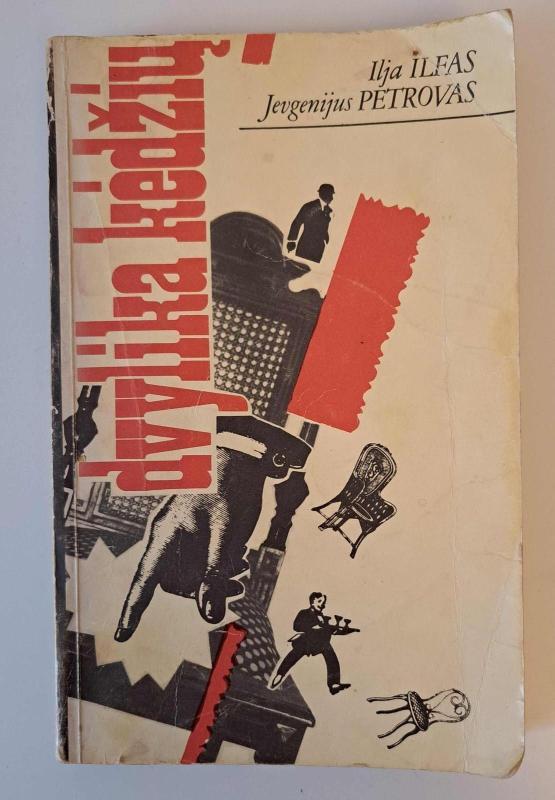 Ilja ILFAS
Jevgenijus PETROVAS
dvylika kėdžių